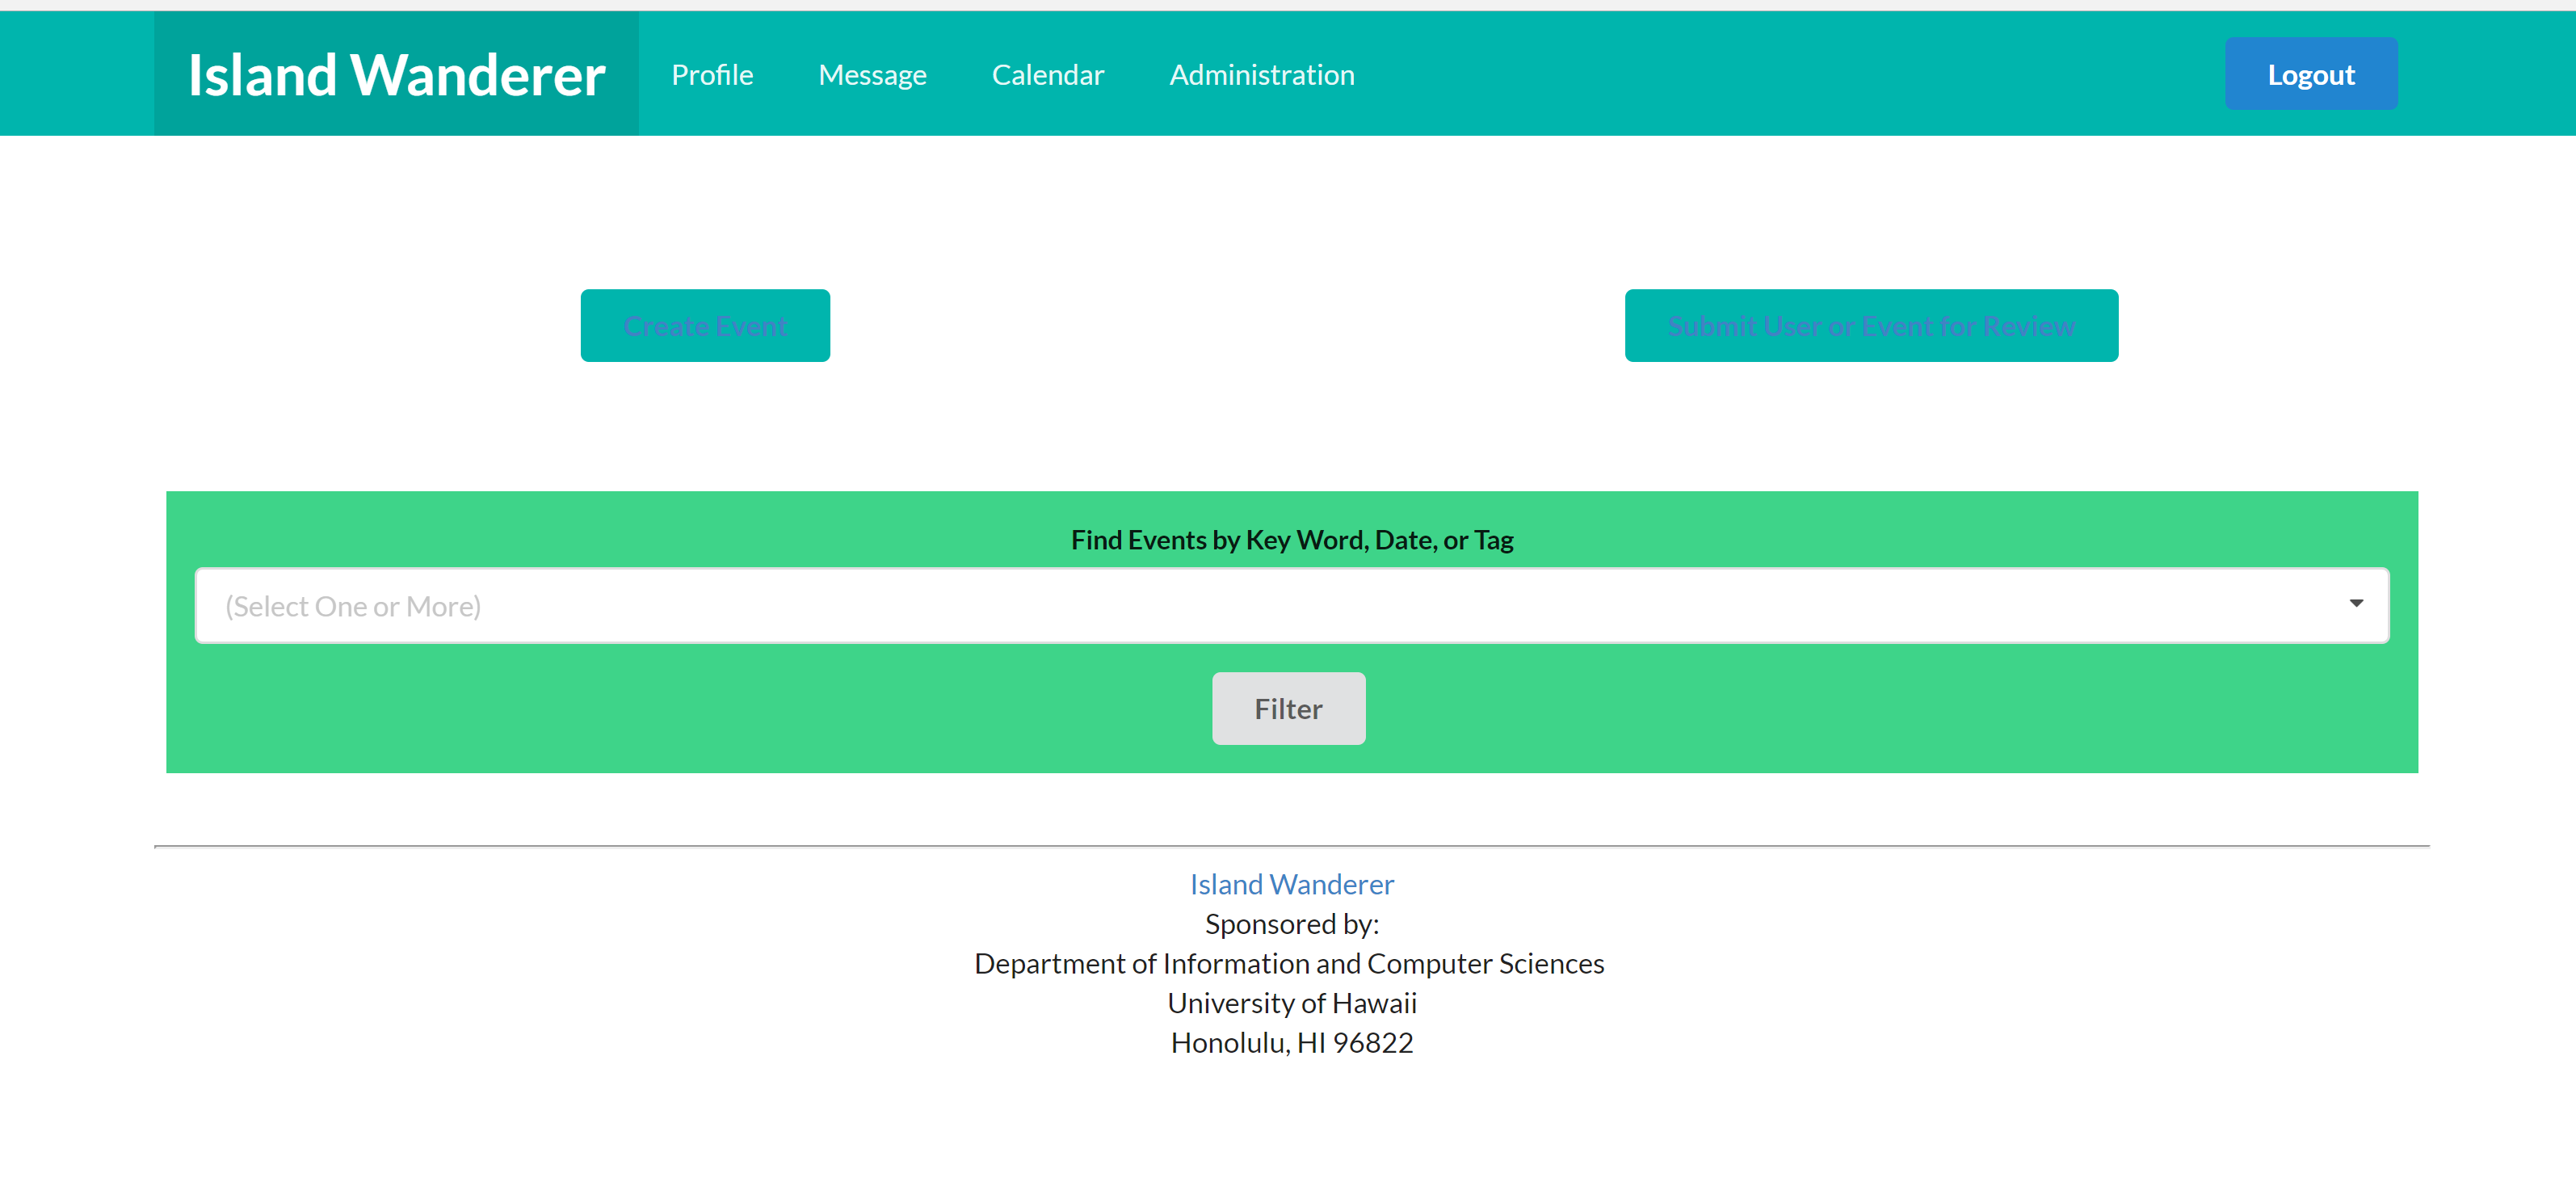 Island Wanderer
Profile
Message
Calendar
Administration
Logout
Create Event
Submit User or Event for Review
Find Events by Key Word, Date, or Tag
(Select One or More)
Filter
Island Wanderer
Sponsored by:
Department of Information and Computer Sciences
University of Hawaii
Honolulu, HI 96822